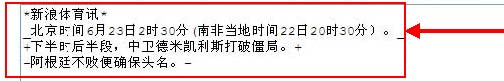 *新浪体育讯*
_北京时间6月23日2时30分(南非当地时间22日20时30分）。_
+下半时后半段，中卫德米凯利斯打破僵局。+
-阿根廷不败便确保头名。-